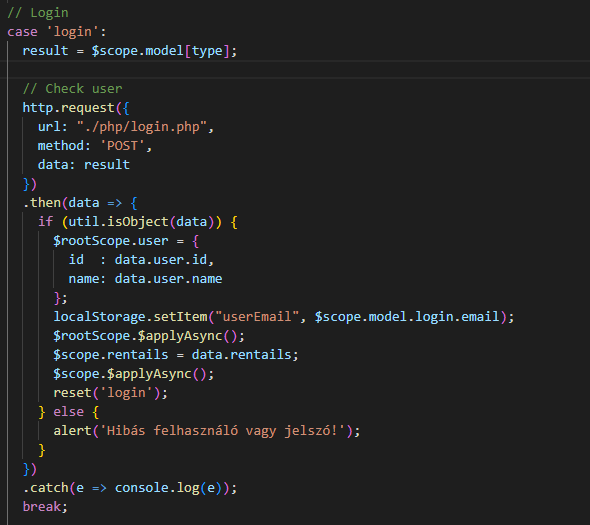 // Login
case 'login':
  result = $scope.model[type];

  // Check user
  http.request({
    url: "./php/login.php",
    method: 'POST',
    data: result
  })
  .then(data => {
    if (util.isObject(data)) {
      $rootScope.user = {
        id  : data.user.id,
        name: data.user.name
      };
      localStorage.setItem("userEmail", $scope.model.login.email);
      $rootScope.$applyAsync();
      $scope.rentails = data.rentails;
      $scope.$applyAsync();
      reset('login');
    } else {
      alert('Hibás felhasználó vagy jelszó!');
    }
  })
  .catch(e => console.log(e));
  break;